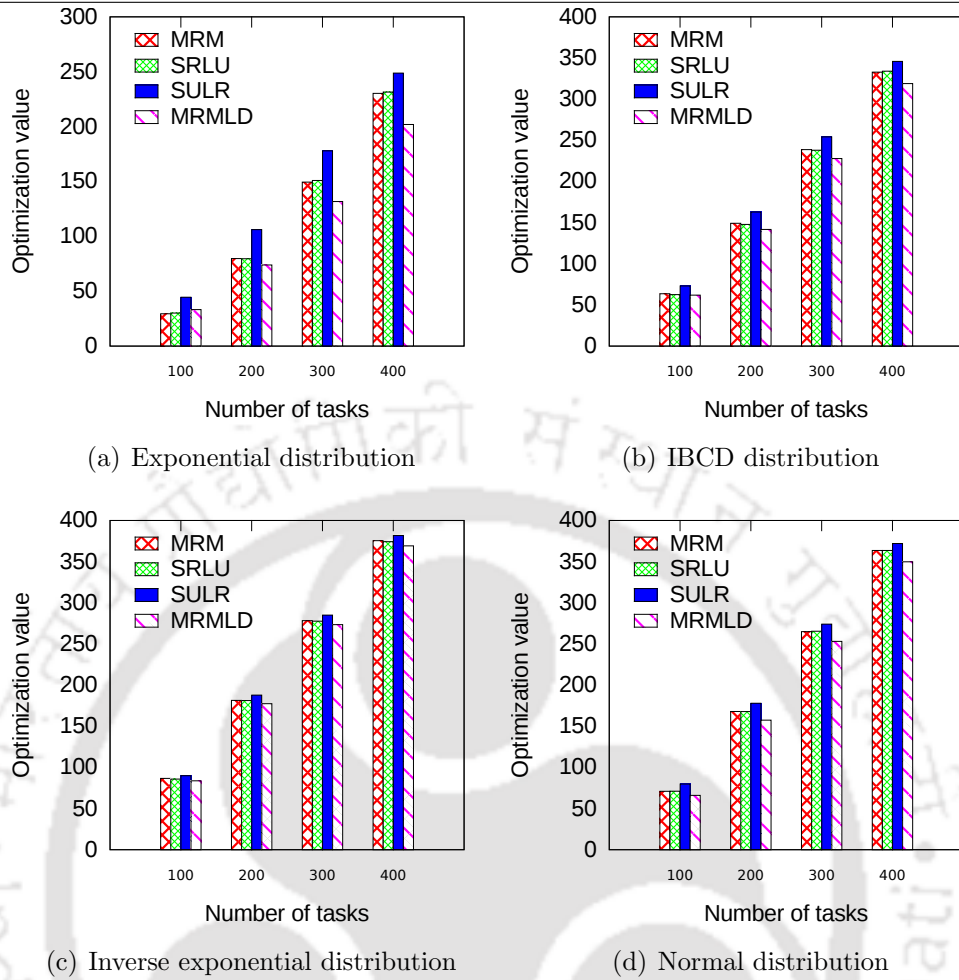 300
250
200
150
100
50
0
Optimization value
MRM
SRLU
SULR
MRMLD
100 200 300 400
Number of tasks
(a) Exponential distribution
400
350
300
250
200
150
100
50
0
Optimization value
MRM
SRLU
SULR
MRMLD
100 200 300 400
Number of tasks
(b) IBCD distribution
400
350
300
250
200
150
100
50
0
Optimization value
MRM
SRLU
SULR
MRMLD
100 200 300 400
Number of tasks
(c) Inverse exponential distribution
400
350
300
250
200
150
100
50
0
Optimization value
MRM
SRLU
SULR
MRMLD
100 200 300 400
Number of tasks
(d) Normal distribution